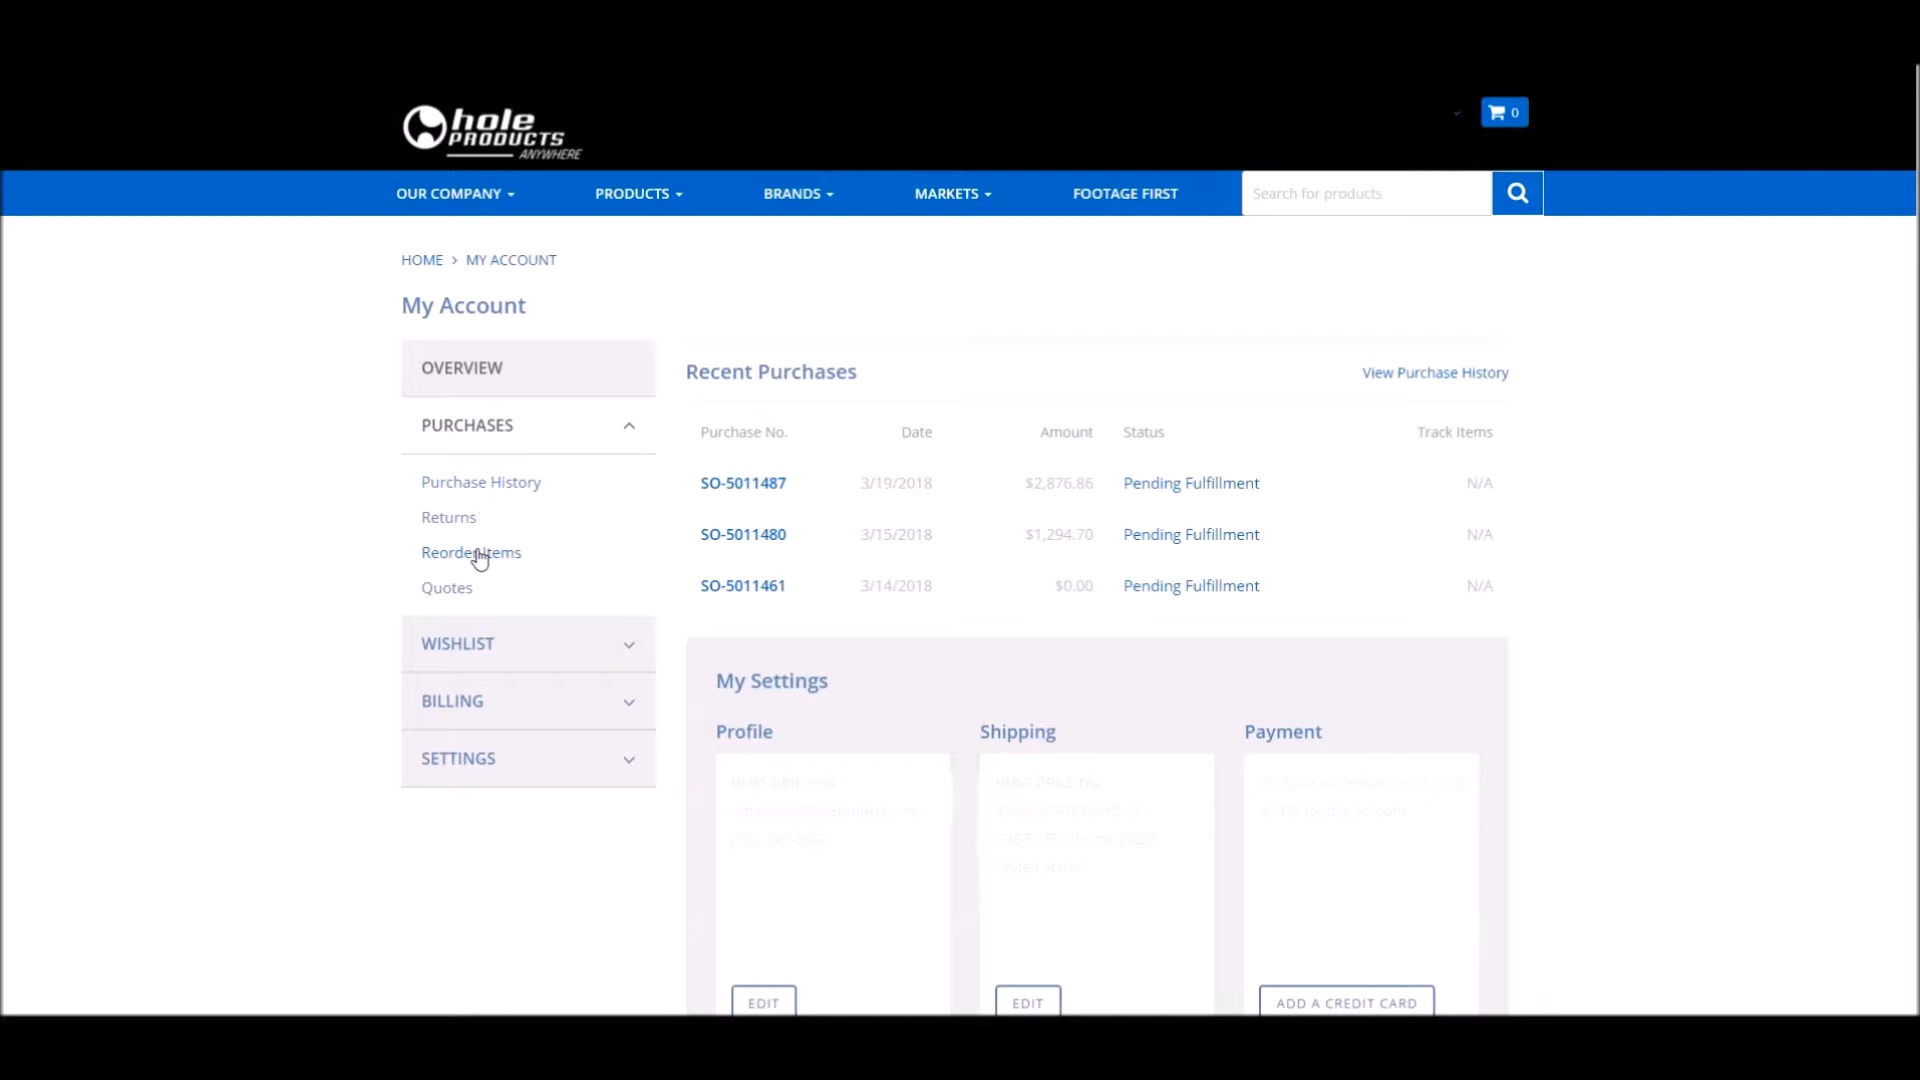 hole
PRODUCTS
ANYWHERE
0
OUR COMPANY
PRODUCTS
BRANDS
MARKETS
FOOTAGE FIRST
Search for products
HOME > MY ACCOUNT
My Account
OVERVIEW
PURCHASES
Purchase History
Returns
Reorder Items
Quotes
WISHLIST
BILLING
SETTINGS
Recent Purchases
View Purchase History
Purchase No. Date Amount Status Track Items
SO-5011487 3/19/2018 $2,876.86 Pending Fulfillment N/A
SO-5011480 3/15/2018 $1,294.70 Pending Fulfillment N/A
SO-5011461 3/14/2018 $0.00 Pending Fulfillment N/A
My Settings
Profile
Shipping
Payment
HUSS DRILLING
United States
EDIT
EDIT
ADD A CREDIT CARD